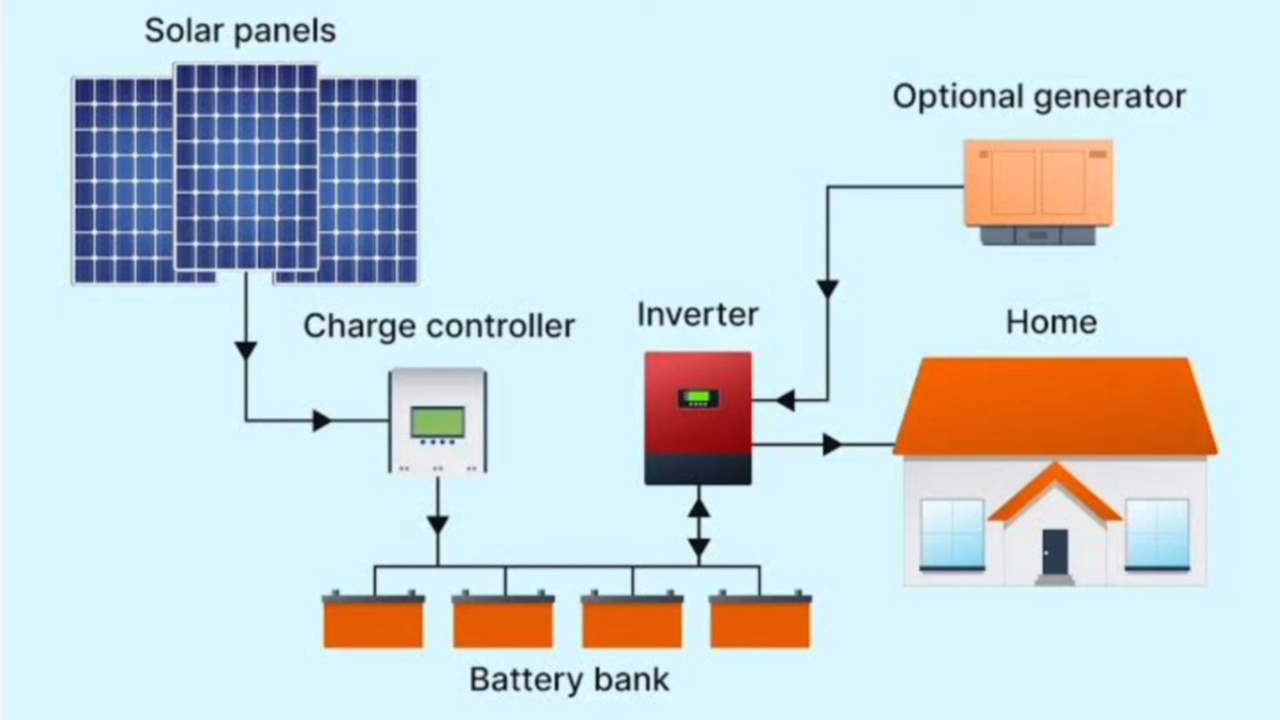 Solar panels
Optional generator
Charge controller
Inverter
Home
Battery bank